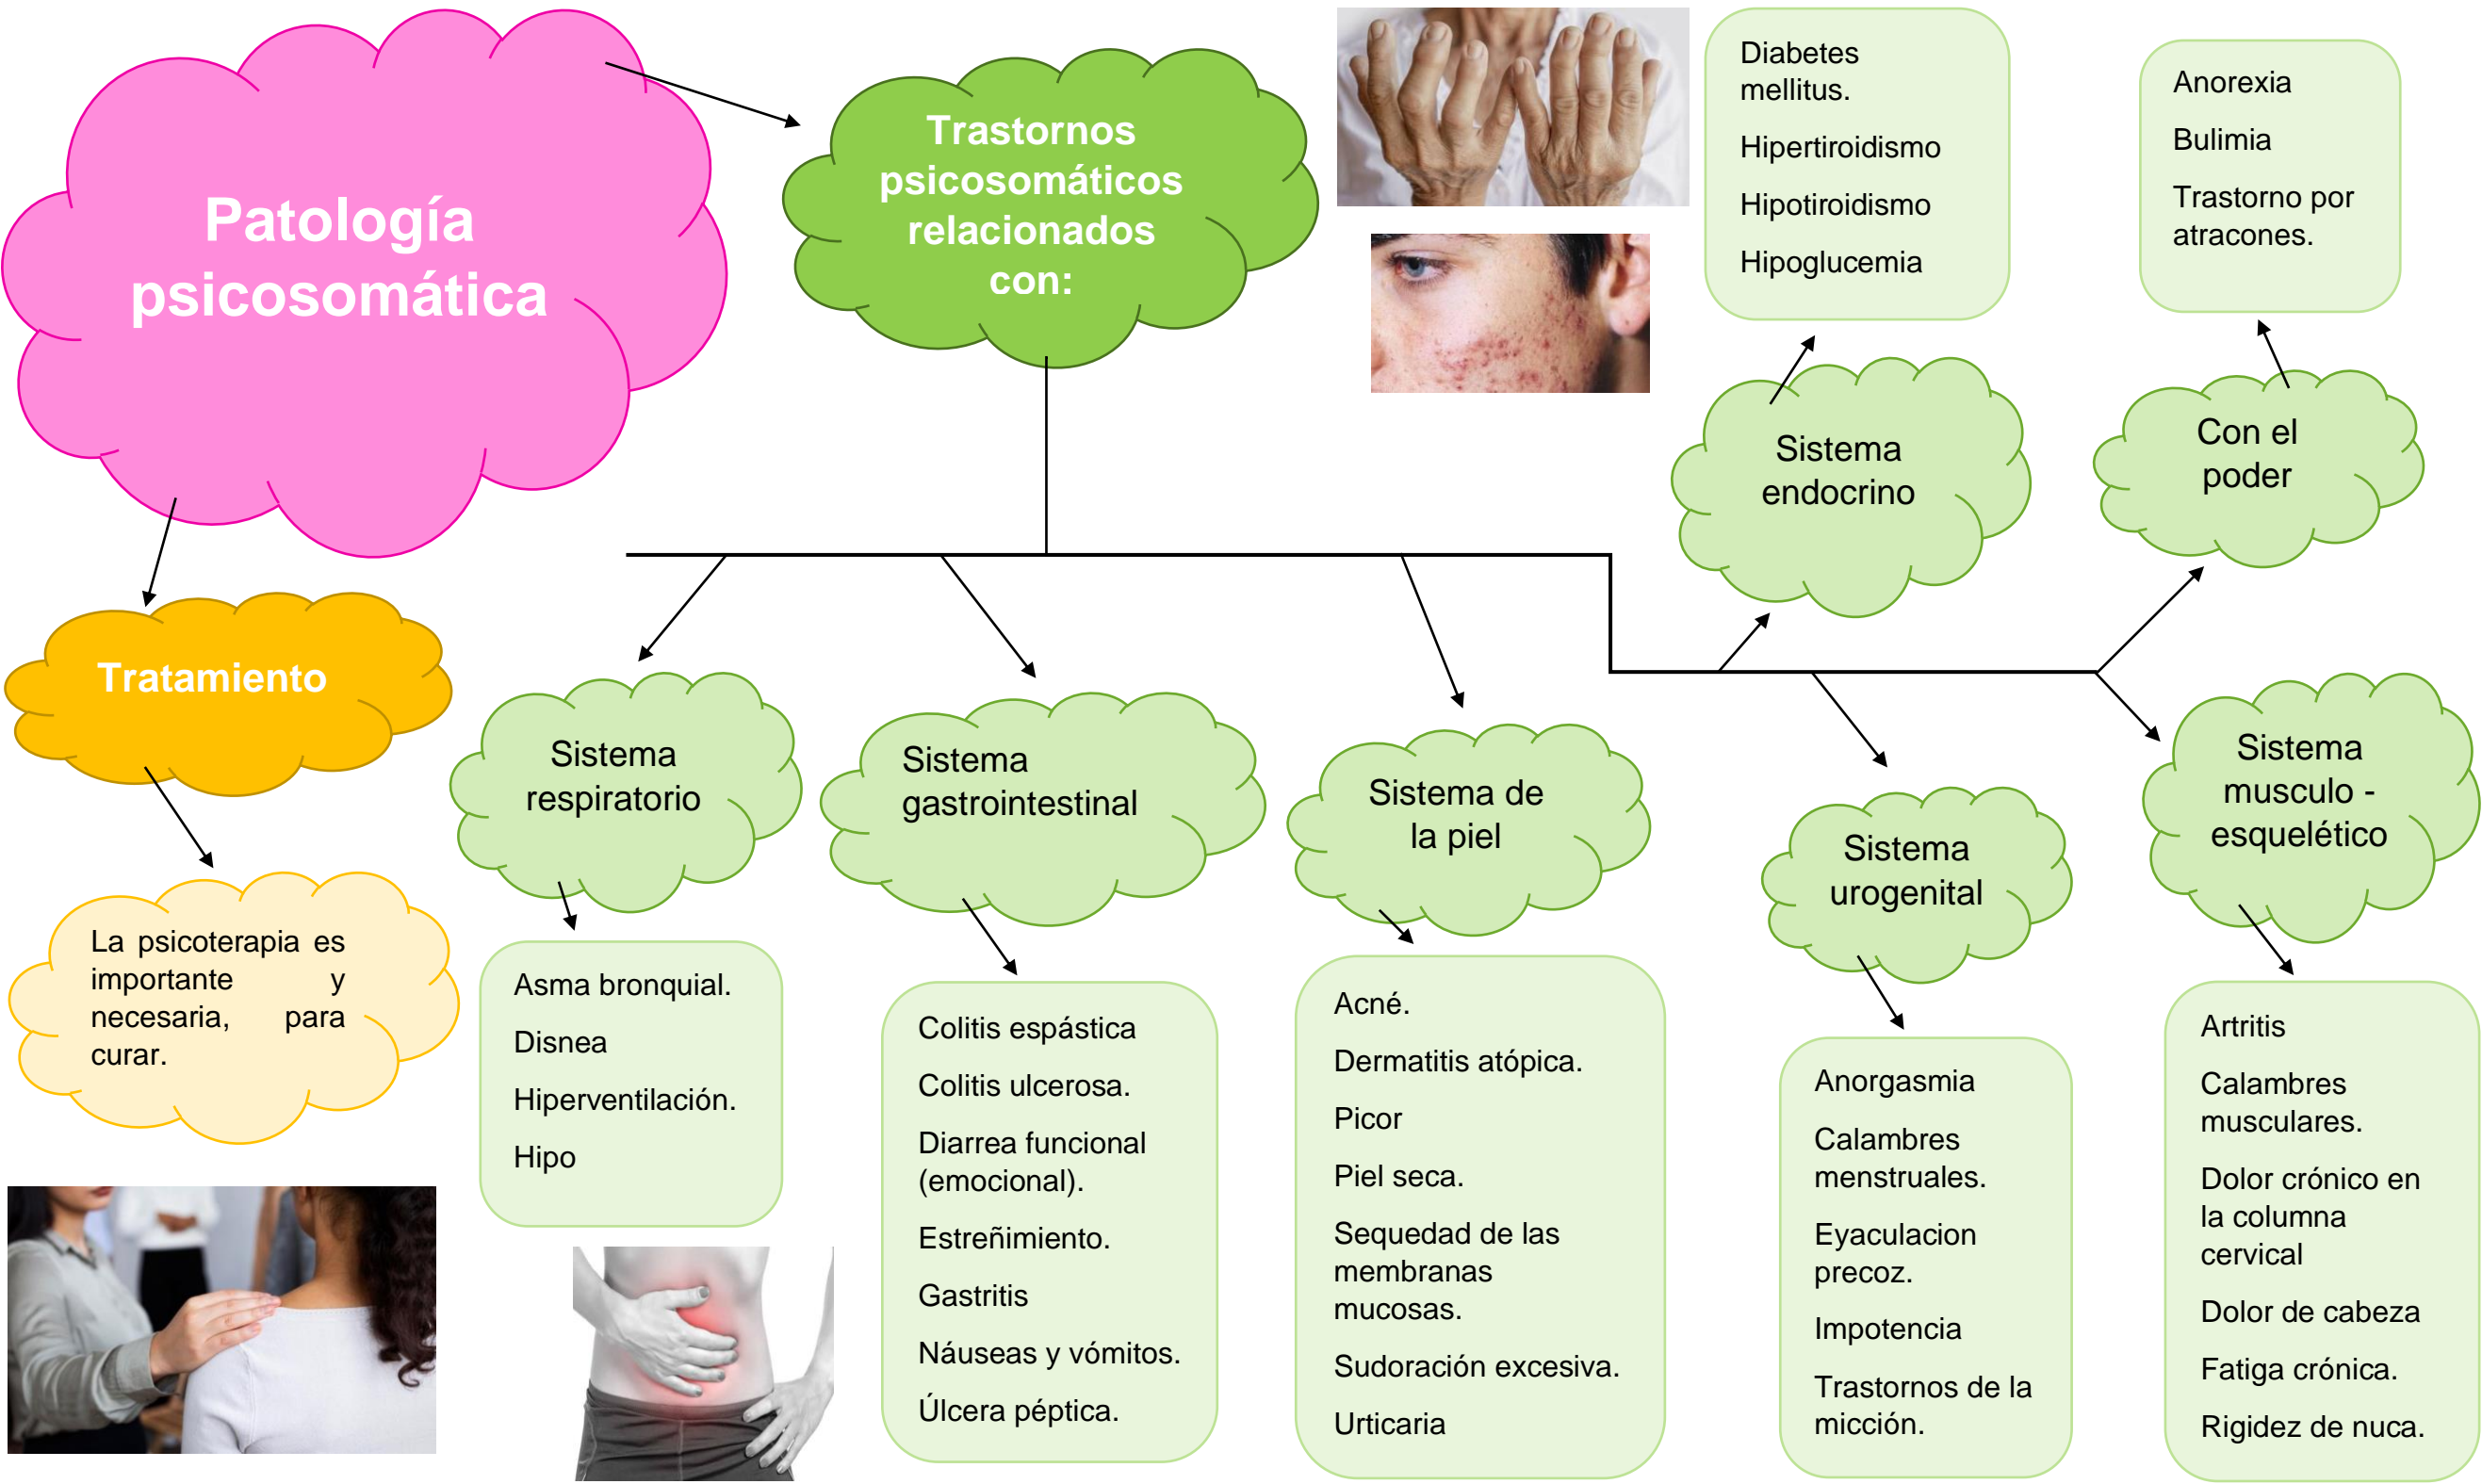 Patología
psicosomática
Trastornos
psicosomáticos
relacionados
con:
Diabetes
mellitus.
Hipertiroidismo
Hipotiroidismo
Hipoglucemia
Anorexia
Bulimia
Trastorno por
atracones.
Sistema
endocrino
Con el
poder
Tratamiento
La psicoterapia es
importante y
necesaria, para
curar.
Sistema
respiratorio
Asma bronquial.
Disnea
Hiperventilación.
Hipo
Sistema
gastrointestinal
Colitis espástica
Colitis ulcerosa.
Diarrea funcional
(emocional).
Estreñimiento.
Gastritis
Náuseas y vómitos.
Úlcera péptica.
Sistema de
la piel
Acné.
Dermatitis atópica.
Picor
Piel seca.
Sequedad de las
membranas
mucosas.
Sudoración excesiva.
Urticaria
Sistema
urogenital
Anorgasmia
Calambres
menstruales.
Eyaculacion
precoz.
Impotencia
Trastornos de la
micción.
Sistema
musculo -
esquelético
Artritis
Calambres
musculares.
Dolor crónico en
la columna
cervical
Dolor de cabeza
Fatiga crónica.
Rigidez de nuca.